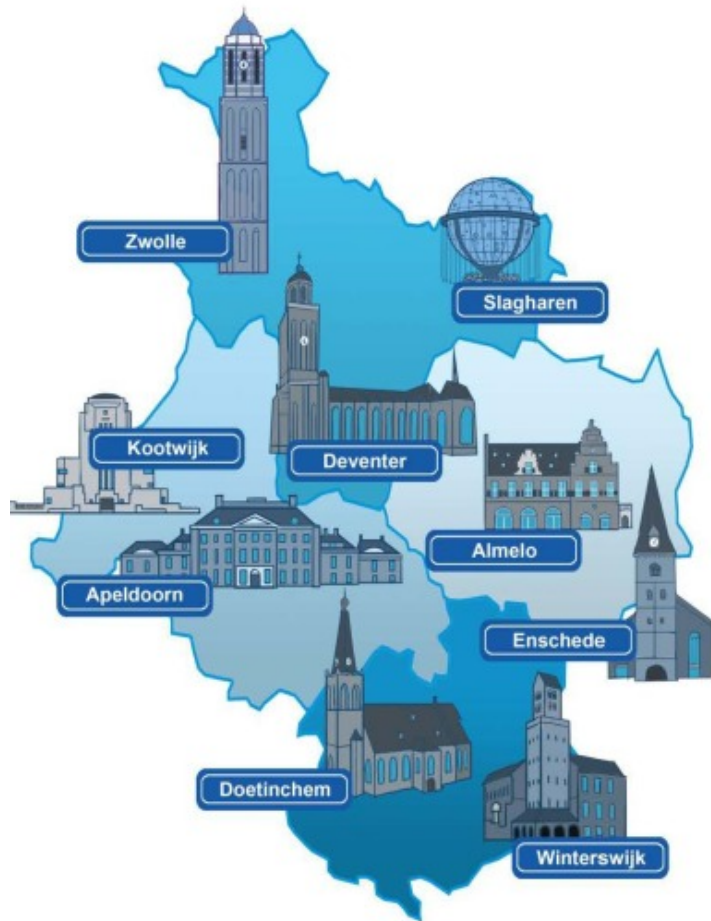 Zwolle
Slagharen
Kootwijk
Deventer
Almelo
Apeldoorn
Enschede
Doetinchem
Winterswijk